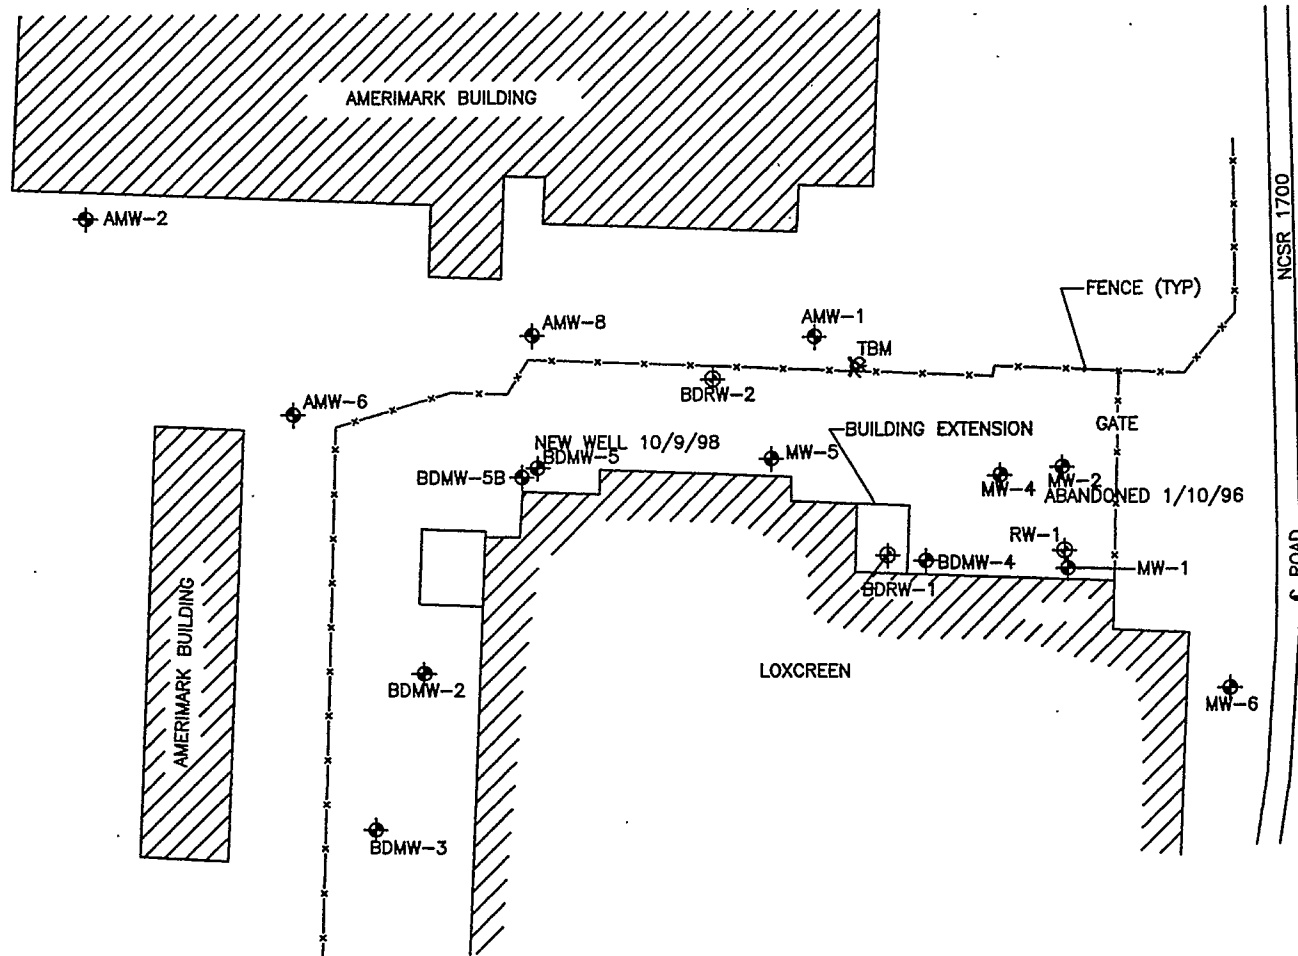 AMERIMARK BUILDING
AMW-2
NCSR 1700
FENCE (TYP)
AMW-8
AMW-1
TBM
BDRW-2
AMW-6
GATE
BUILDING EXTENSION
NEW WELL 10/9/98
BDMW-5
MW-5
BDMW-5B
MW-4
MW-2
ABANDONED 1/10/96
RW-1
BDMW-4
MW-1
BDRW-1
℄ ROAD
AMERIMARK BUILDING
LOXCREEN
BDMW-2
MW-6
BDMW-3